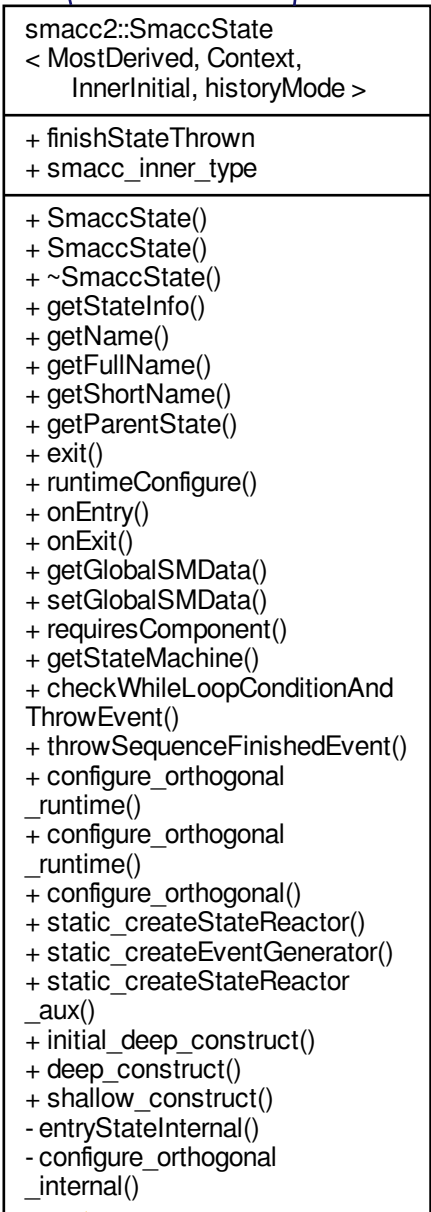 smacc2::SmaccState
< MostDerived, Context,
InnerInitial, historyMode >
+ finishStateThrown
+ smacc_inner_type
+ SmaccState()
+ SmaccState()
+ ~SmaccState()
+ getStateInfo()
+ getName()
+ getFullName()
+ getShortName()
+ getParentState()
+ exit()
+ runtimeConfigure()
+ onEntry()
+ onExit()
+ getGlobalSMData()
+ setGlobalSMData()
+ requiresComponent()
+ getStateMachine()
+ checkWhileLoopConditionAnd
ThrowEvent()
+ throwSequenceFinishedEvent()
+ configure_orthogonal
_runtime()
+ configure_orthogonal
_runtime()
+ configure_orthogonal()
+ static_createStateReactor()
+ static_createEventGenerator()
+ static_createStateReactor
_aux()
+ initial_deep_construct()
+ deep_construct()
+ shallow_construct()
- entryStateInternal()
- configure_orthogonal
_internal()